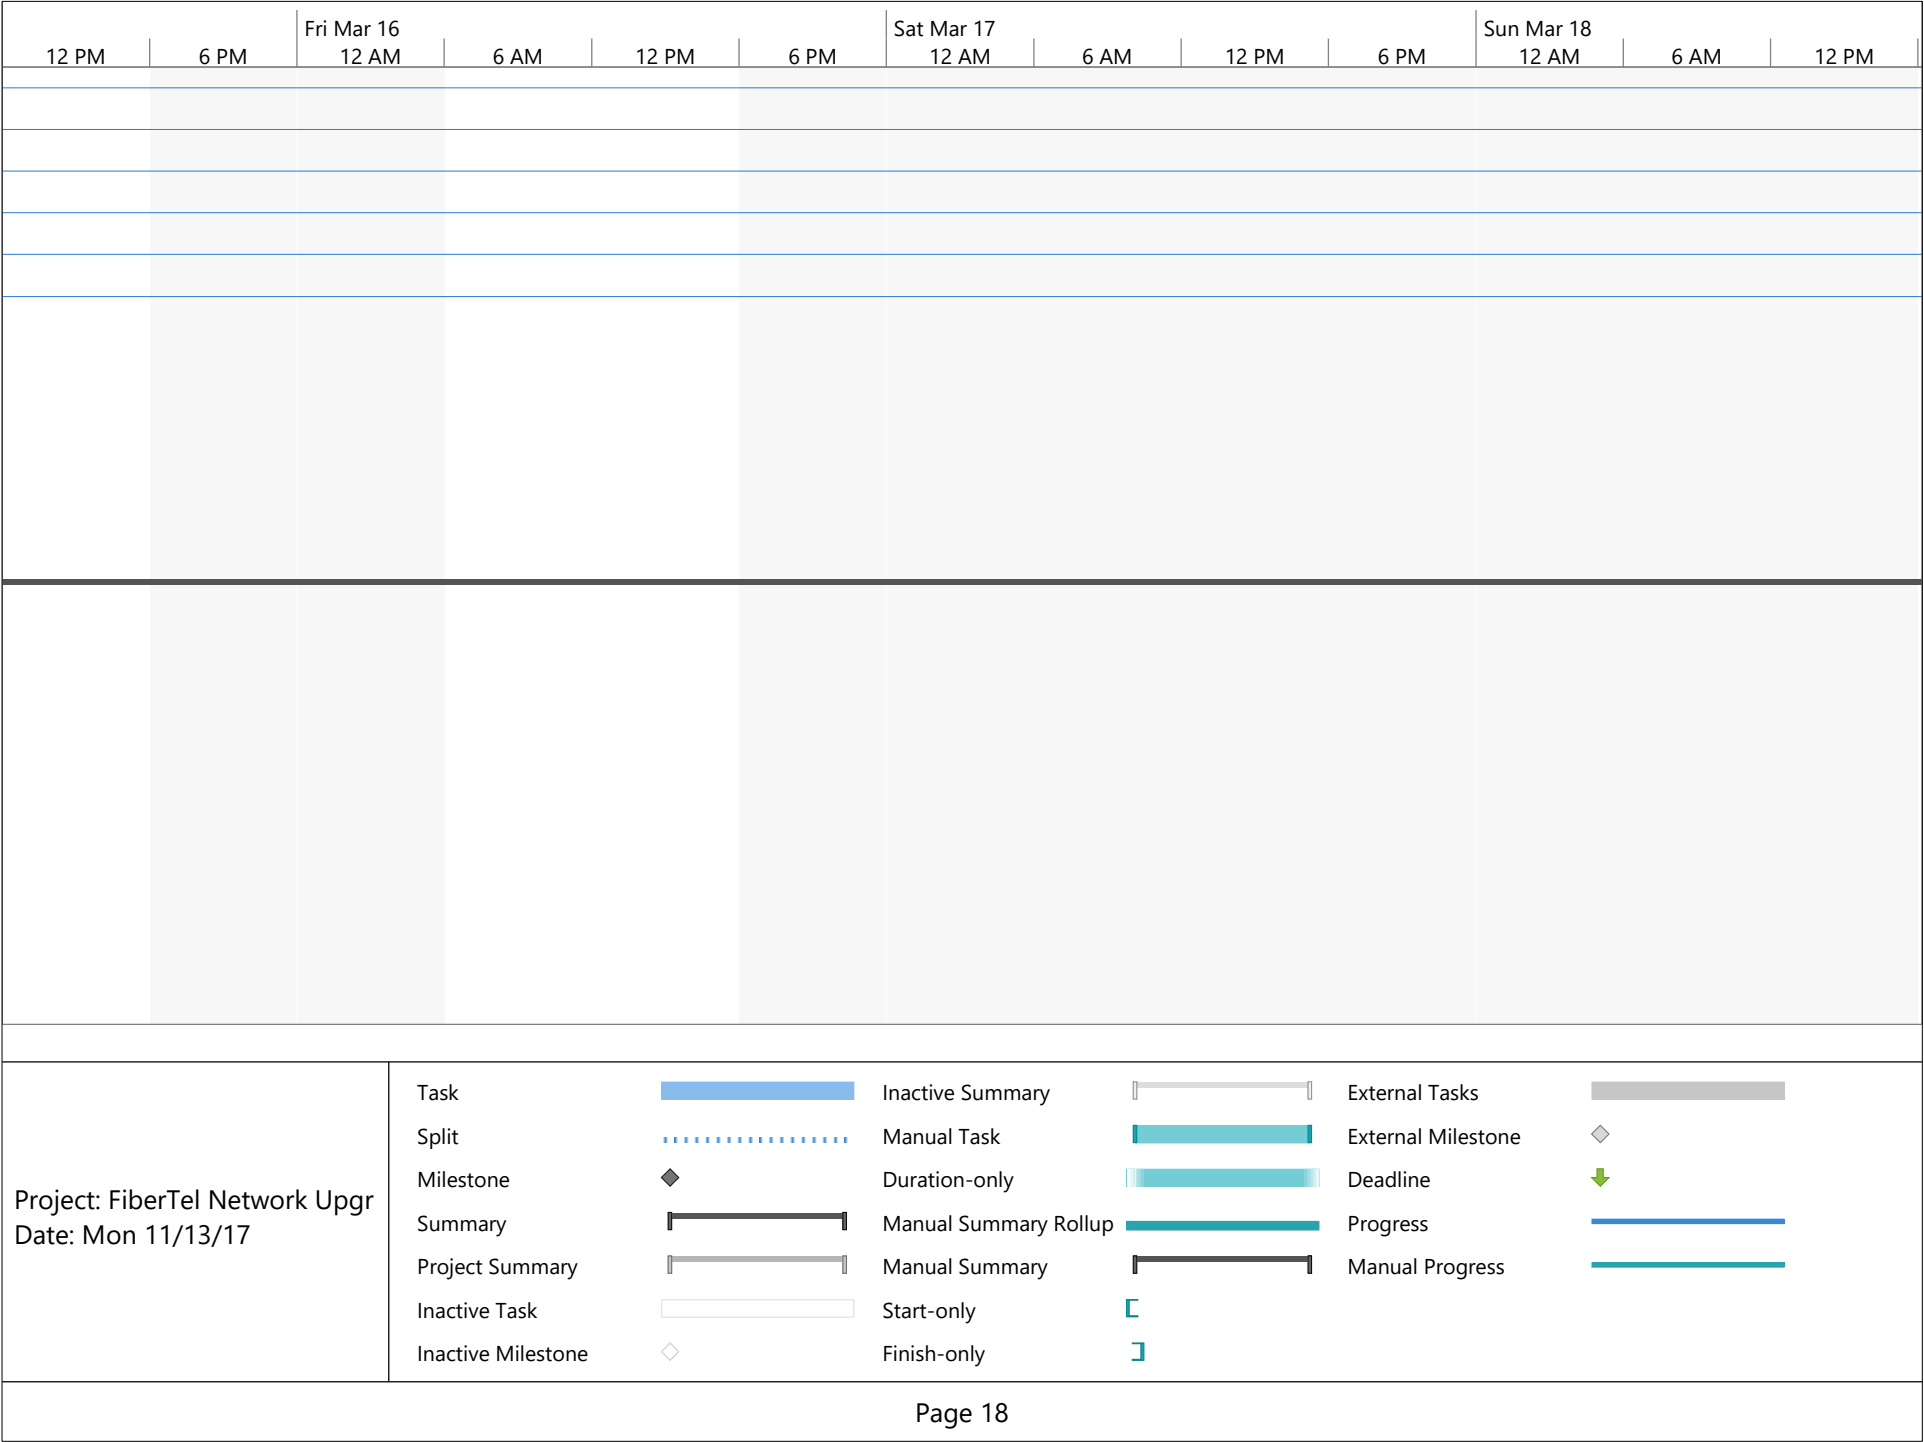 Fri Mar 16 Sat Mar 17 Sun Mar 18
12 PM 6 PM 12 AM 6 AM 12 PM 6 PM 12 AM 6 AM 12 PM 6 PM 12 AM 6 AM 12 PM
Project: FiberTel Network Upgr
Date: Mon 11/13/17
Task
Split
Milestone
Summary
Project Summary
Inactive Task
Inactive Milestone
Inactive Summary
Manual Task
Duration-only
Manual Summary Rollup
Manual Summary
Start-only
Finish-only
External Tasks
External Milestone
Deadline
Progress
Manual Progress
Page 18